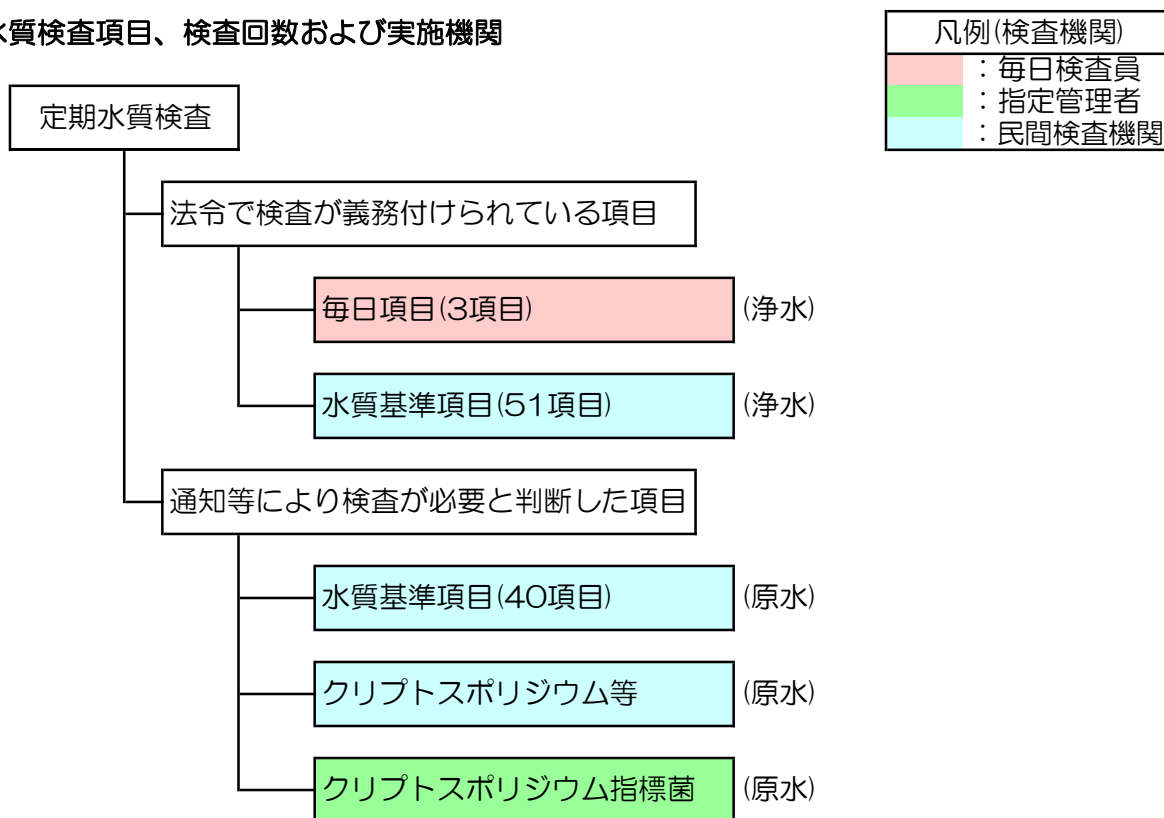 水質検査項目、検査回数および実施機関
凡例(検査機関)
：毎日検査員
：指定管理者
：民間検査機関
定期水質検査
法令で検査が義務付けられている項目
毎日項目(3項目) (浄水)
水質基準項目(51項目) (浄水)
通知等により検査が必要と判断した項目
水質基準項目(40項目) (原水)
クリプトスポリジウム等 (原水)
クリプトスポリジウム指標菌 (原水)